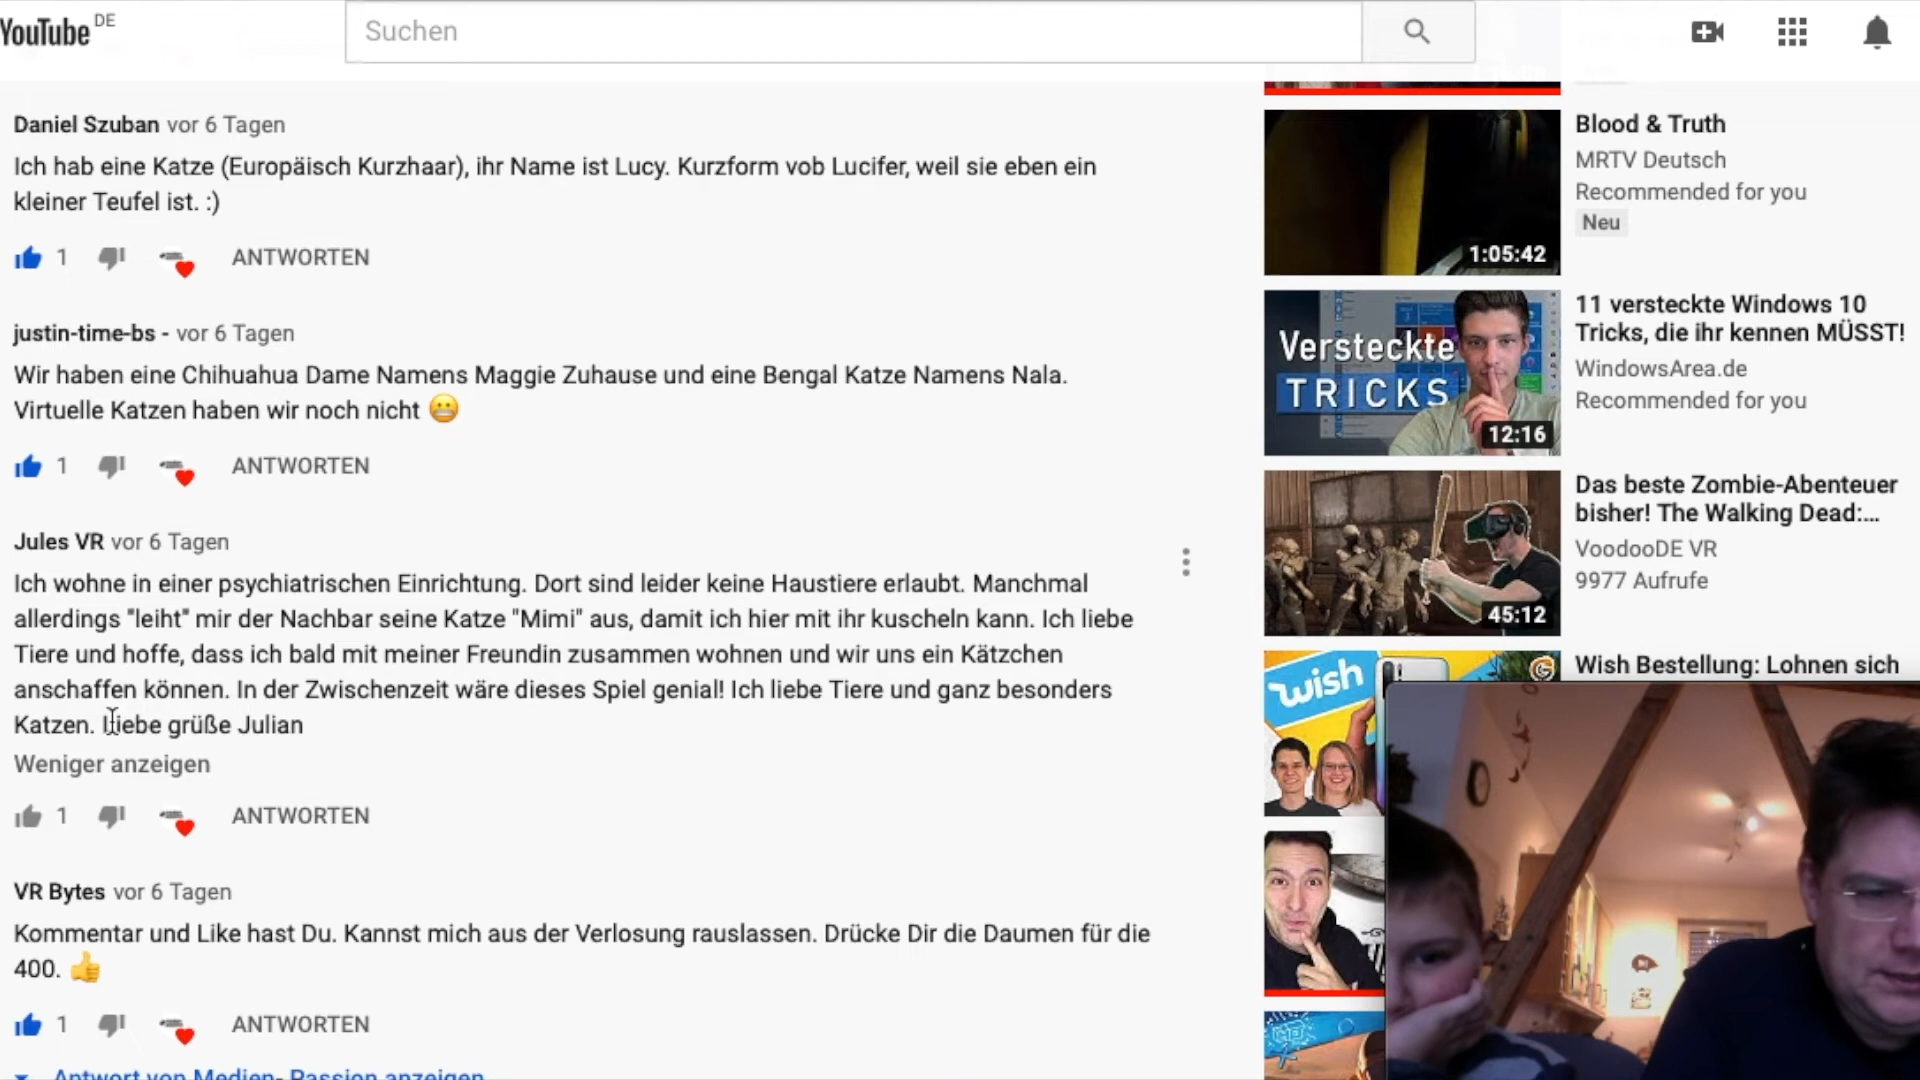 YouTube DE
Suchen
Daniel Szuban vor 6 Tagen
Ich hab eine Katze (Europäisch Kurzhaar), ihr Name ist Lucy. Kurzform vob Lucifer, weil sie eben ein
kleiner Teufel ist. :)
1 ANTWORTEN
justin-time-bs - vor 6 Tagen
Wir haben eine Chihuahua Dame Namens Maggie Zuhause und eine Bengal Katze Namens Nala.
Virtuelle Katzen haben wir noch nicht 😬
1 ANTWORTEN
Jules VR vor 6 Tagen
Ich wohne in einer psychiatrischen Einrichtung. Dort sind leider keine Haustiere erlaubt. Manchmal
allerdings "leiht" mir der Nachbar seine Katze "Mimi" aus, damit ich hier mit ihr kuscheln kann. Ich liebe
Tiere und hoffe, dass ich bald mit meiner Freundin zusammen wohnen und wir uns ein Kätzchen
anschaffen können. In der Zwischenzeit wäre dieses Spiel genial! Ich liebe Tiere und ganz besonders
Katzen. Liebe grüße Julian
Weniger anzeigen
1 ANTWORTEN
VR Bytes vor 6 Tagen
Kommentar und Like hast Du. Kannst mich aus der Verlosung rauslassen. Drücke Dir die Daumen für die
400. 👍
1 ANTWORTEN
Antwort von Medien- Passion anzeigen
1:05:42
Blood & Truth
MRTV Deutsch
Recommended for you
Neu
Versteckte
TRICKS
12:16
11 versteckte Windows 10
Tricks, die ihr kennen MÜSST!
WindowsArea.de
Recommended for you
45:12
Das beste Zombie-Abenteuer
bisher! The Walking Dead:...
VoodooDE VR
9977 Aufrufe
wish
Wish Bestellung: Lohnen sich